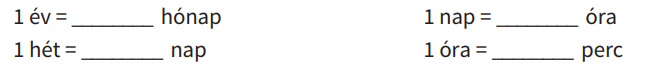 1 év = ________ hónap
1 hét = ________ nap
1 nap = ________ óra
1 óra = ________ perc